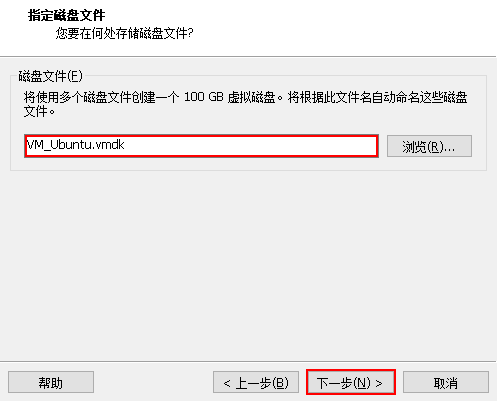 指定磁盘文件
您要在何处存储磁盘文件?
磁盘文件(F)
将使用多个磁盘文件创建一个 100 GB 虚拟磁盘。将根据此文件名自动命名这些磁盘
文件。
VM_Ubuntu.vmdk
浏览(R)...
帮助
< 上一步(B)
下一步(N) >
取消